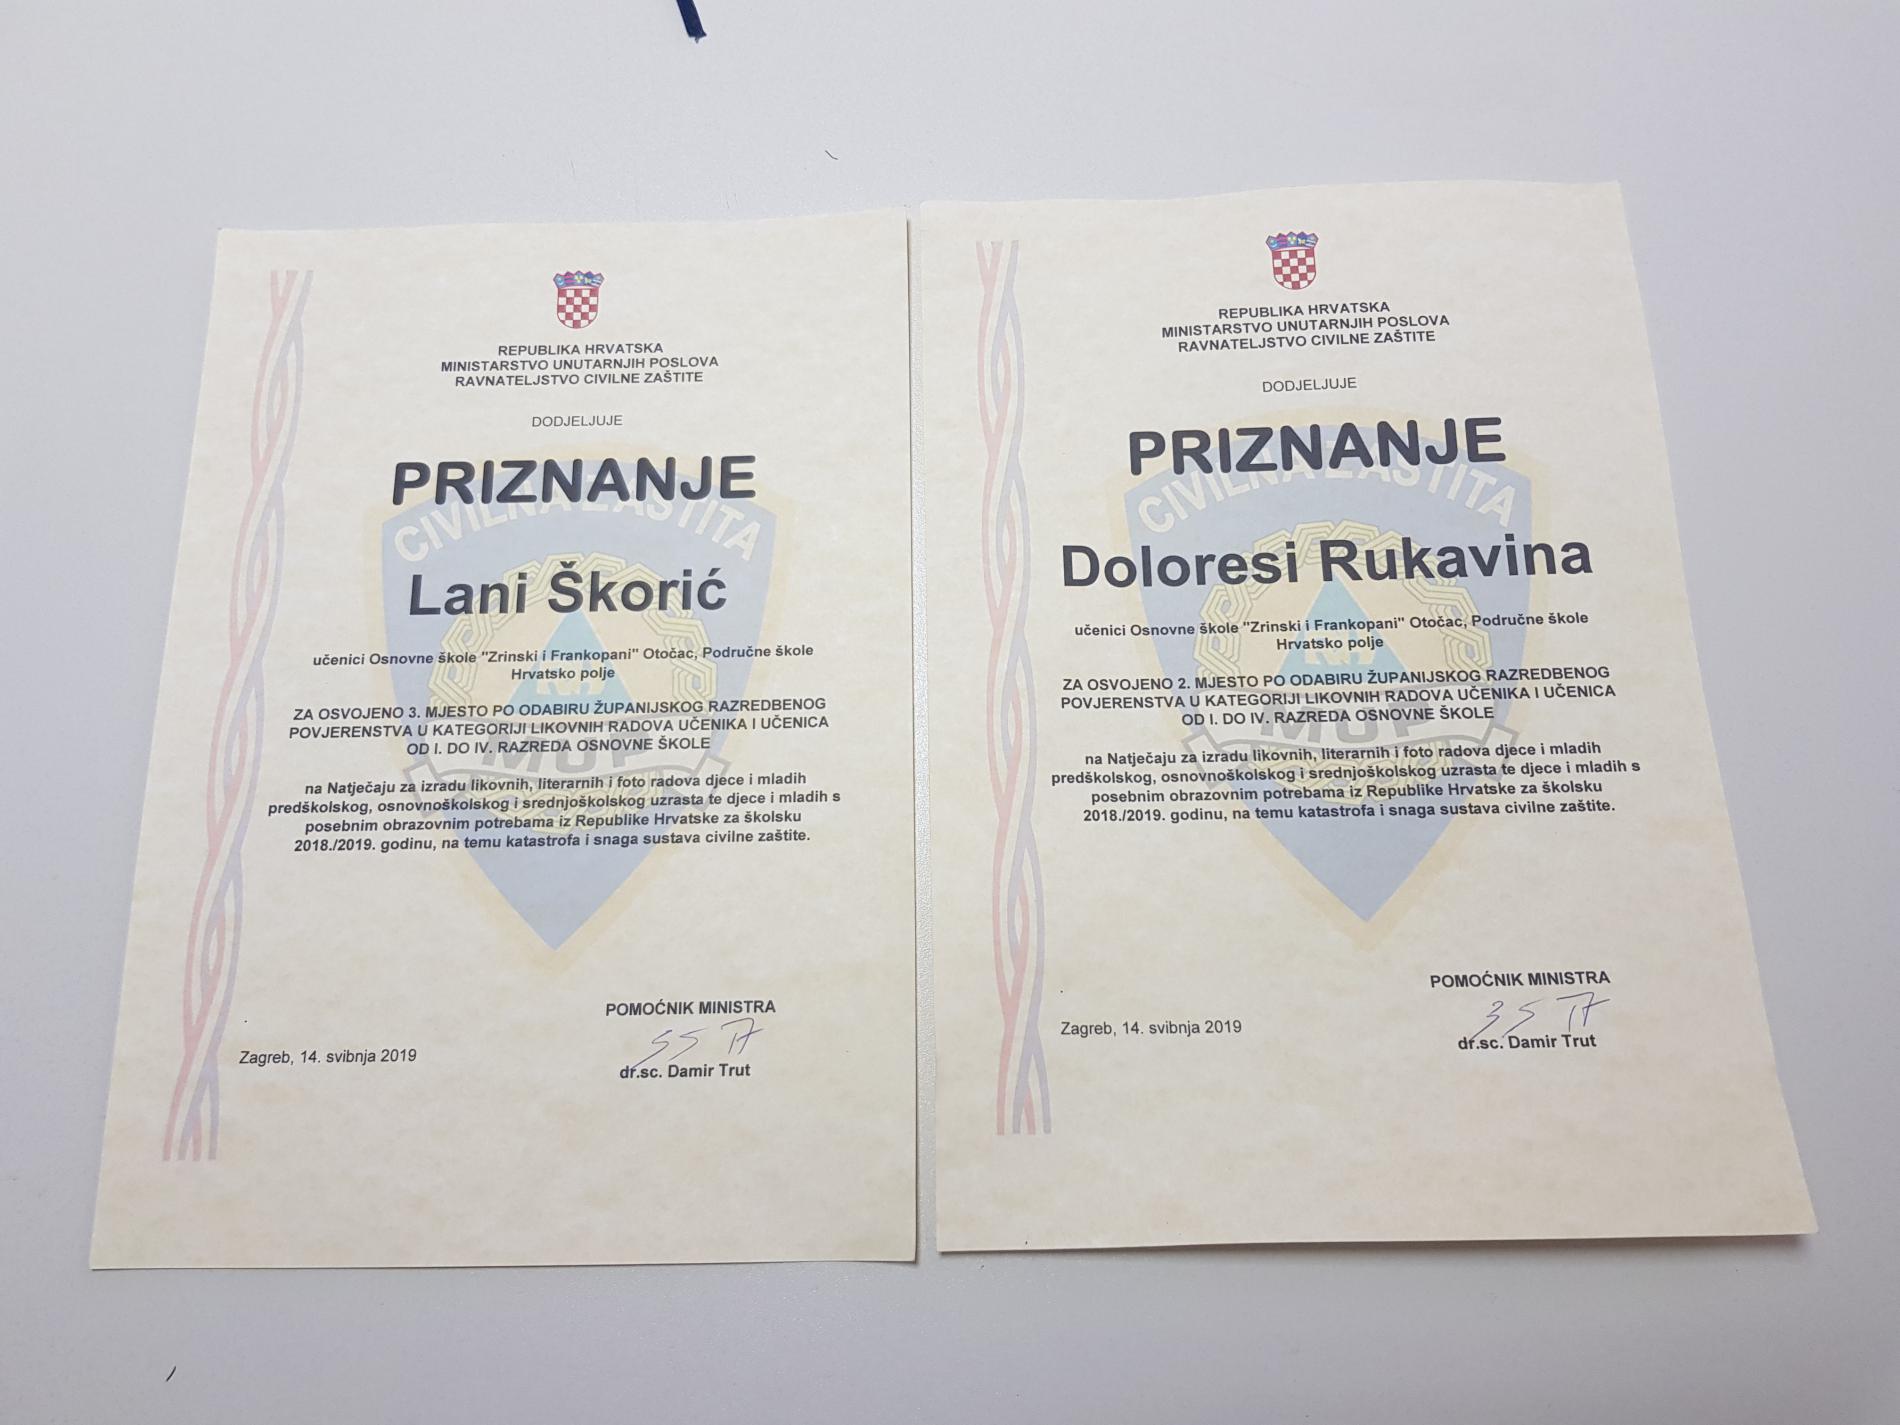 REPUBLIKA HRVATSKA
MINISTARSTVO UNUTARNJIH POSLOVA
RAVNATELJSTVO CIVILNE ZAŠTITE
DODJELJUJE
PRIZNANJE
CIVILNA ZAŠTITA
Lani Škorić
učenici Osnovne škole "Zrinski i Frankopani" Otočac, Područne škole
Hrvatsko polje
ZA OSVOJENO 3. MJESTO PO ODABIRU ŽUPANIJSKOG RAZREDBENOG
POVJERENSTVA U KATEGORIJI LIKOVNIH RADOVA UČENIKA I UČENICA
OD I. DO IV. RAZREDA OSNOVNE ŠKOLE
MUP
na Natječaju za izradu likovnih, literarnih i foto radova djece i mladih
predškolskog, osnovnoškolskog i srednjoškolskog uzrasta te djece i mladih s
posebnim obrazovnim potrebama iz Republike Hrvatske za školsku
2018./2019. godinu, na temu katastrofa i snaga sustava civilne zaštite.
POMOĆNIK MINISTRA
Zagreb, 14. svibnja 2019
dr.sc. Damir Trut
REPUBLIKA HRVATSKA
MINISTARSTVO UNUTARNJIH POSLOVA
RAVNATELJSTVO CIVILNE ZAŠTITE
DODJELJUJE
PRIZNANJE
CIVILNA ZAŠTITA
Doloresi Rukavina
učenici Osnovne škole "Zrinski i Frankopani" Otočac, Područne škole
Hrvatsko polje
ZA OSVOJENO 2. MJESTO PO ODABIRU ŽUPANIJSKOG RAZREDBENOG
POVJERENSTVA U KATEGORIJI LIKOVNIH RADOVA UČENIKA I UČENICA
OD I. DO IV. RAZREDA OSNOVNE ŠKOLE
MUP
na Natječaju za izradu likovnih, literarnih i foto radova djece i mladih
predškolskog, osnovnoškolskog i srednjoškolskog uzrasta te djece i mladih s
posebnim obrazovnim potrebama iz Republike Hrvatske za školsku
2018./2019. godinu, na temu katastrofa i snaga sustava civilne zaštite.
POMOĆNIK MINISTRA
Zagreb, 14. svibnja 2019
dr.sc. Damir Trut